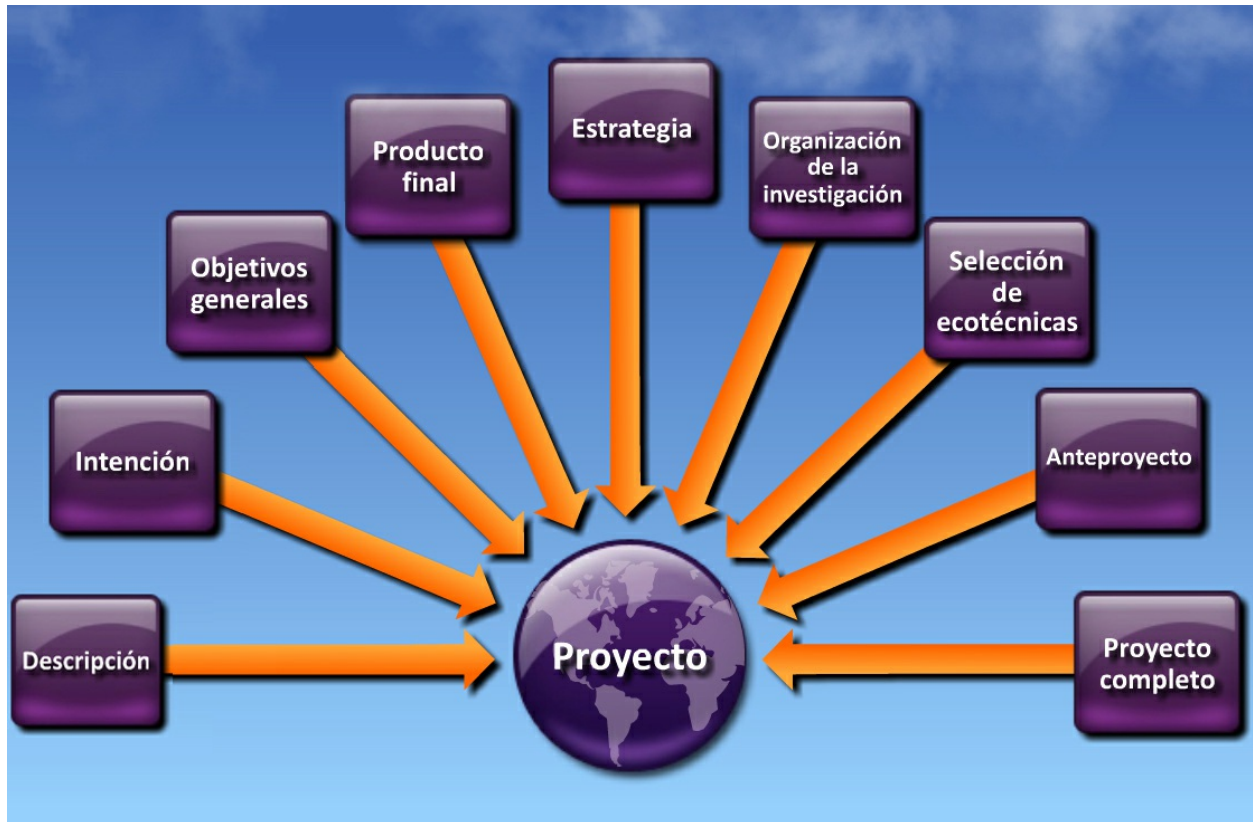 Descripción
Intención
Objetivos
generales
Producto
final
Estrategia
Organización
de la
investigación
Selección
de
ecotécnicas
Anteproyecto
Proyecto
completo
Proyecto